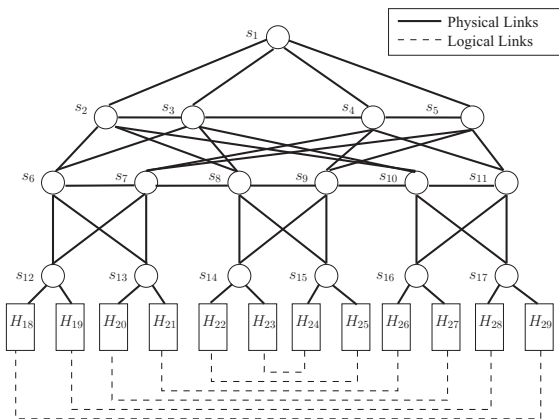 s1
Physical Links
Logical Links
s2 s3 s4 s5
s6 s7 s8 s9 s10 s11
s12 s13 s14 s15 s16 s17
H18 H19 H20 H21 H22 H23 H24 H25 H26 H27 H28 H29